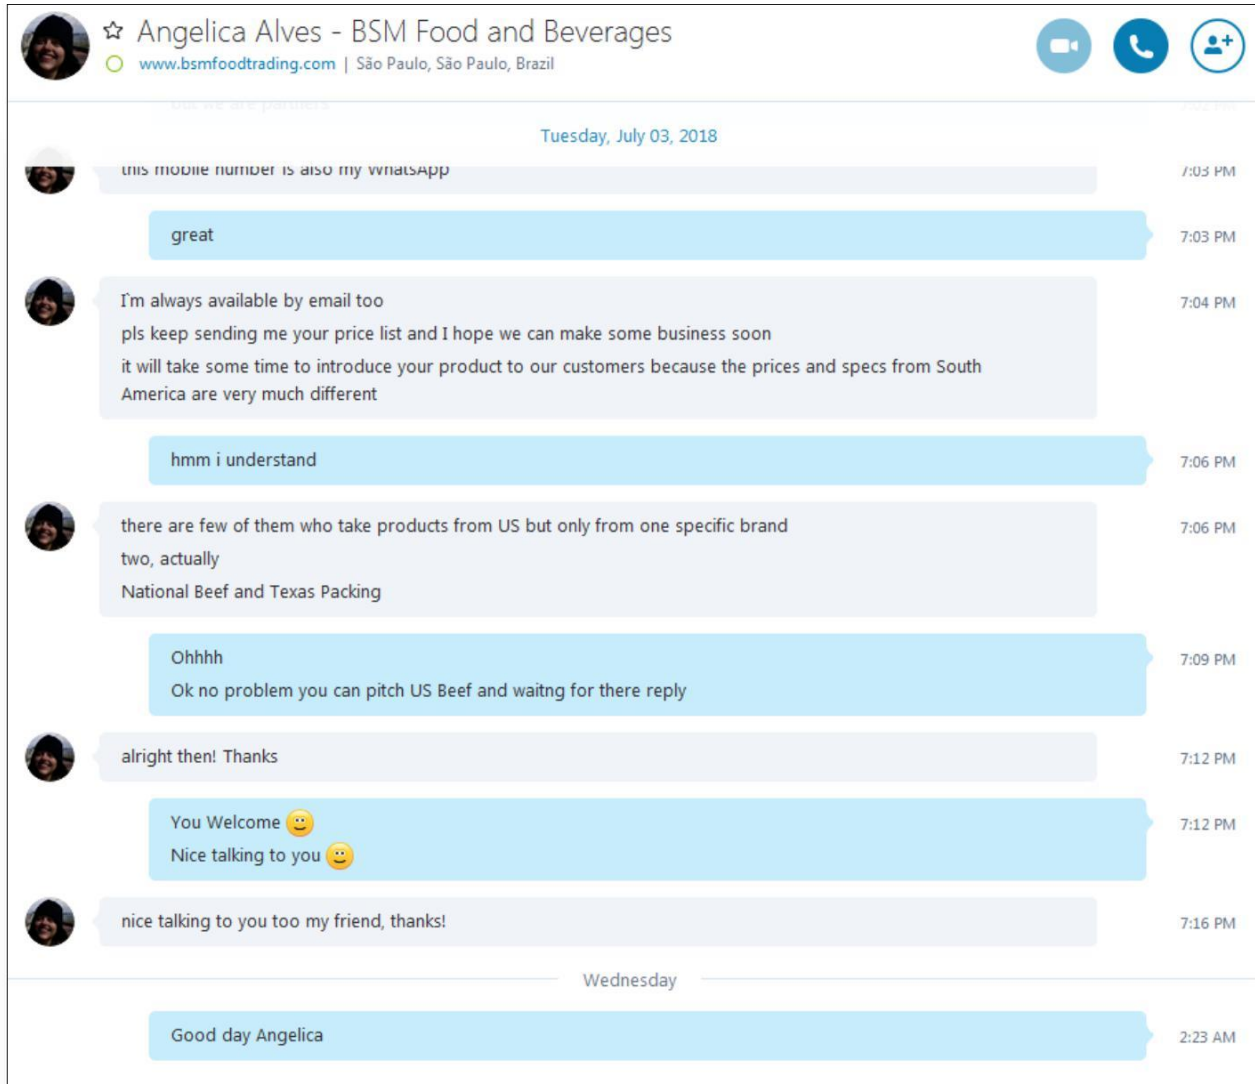 Angelica Alves - BSM Food and Beverages
www.bsmfoodtrading.com | São Paulo, São Paulo, Brazil
but we are partners 7:02 PM
Tuesday, July 03, 2018
this mobile number is also my WhatsApp 7:03 PM
great 7:03 PM
I`m always available by email too 7:04 PM
pls keep sending me your price list and I hope we can make some business soon
it will take some time to introduce your product to our customers because the prices and specs from South
America are very much different
hmm i understand 7:06 PM
there are few of them who take products from US but only from one specific brand 7:06 PM
two, actually
National Beef and Texas Packing
Ohhhh 7:09 PM
Ok no problem you can pitch US Beef and waitng for there reply
alright then! Thanks 7:12 PM
You Welcome 7:12 PM
Nice talking to you
nice talking to you too my friend, thanks! 7:16 PM
Wednesday
Good day Angelica 2:23 AM